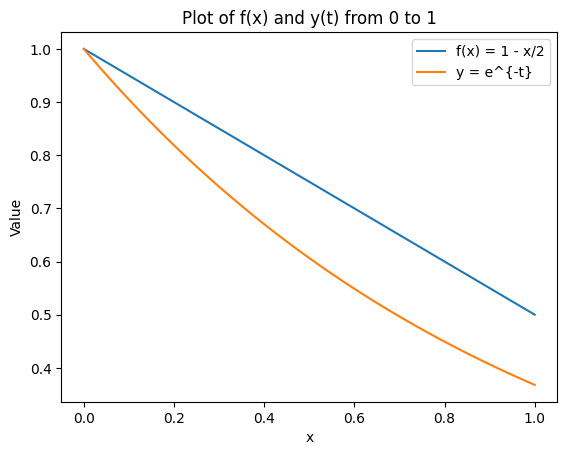 Plot of f(x) and y(t) from 0 to 1
f(x) = 1 - x/2
y = e^{-t}
Value
1.0
0.9
0.8
0.7
0.6
0.5
0.4
0.0 0.2 0.4 0.6 0.8 1.0
x